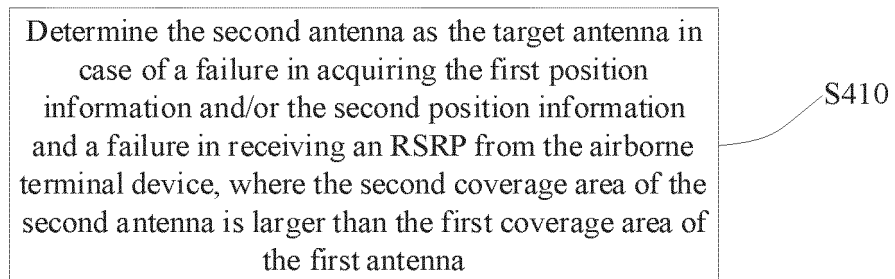 Determine the second antenna as the target antenna in
case of a failure in acquiring the first position
information and/or the second position information
and a failure in receiving an RSRP from the airborne
terminal device, where the second coverage area of the
second antenna is larger than the first coverage area of
the first antenna
S410